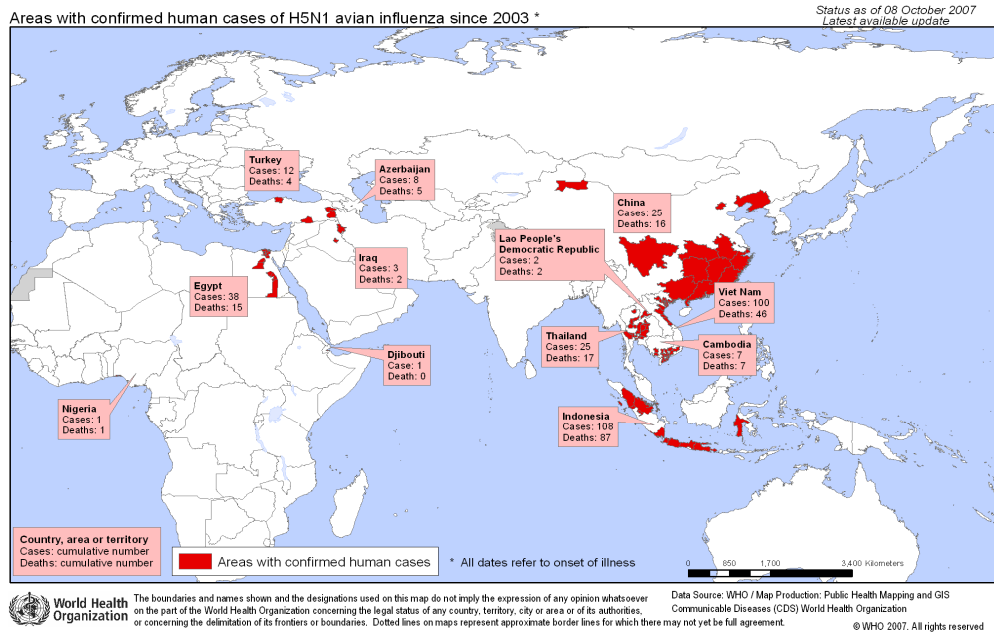 Areas with confirmed human cases of H5N1 avian influenza since 2003 *
Status as of 08 October 2007
Latest available update
Turkey
Cases: 12
Deaths: 4
Azerbaijan
Cases: 8
Deaths: 5
China
Cases: 25
Deaths: 16
Lao People's
Democratic Republic
Cases: 2
Deaths: 2
Iraq
Cases: 3
Deaths: 2
Egypt
Cases: 38
Deaths: 15
Viet Nam
Cases: 100
Deaths: 46
Thailand
Cases: 25
Deaths: 17
Cambodia
Cases: 7
Deaths: 7
Djibouti
Case: 1
Death: 0
Nigeria
Cases: 1
Deaths: 1
Indonesia
Cases: 108
Deaths: 87
Country, area or territory
Cases: cumulative number
Deaths: cumulative number
Areas with confirmed human cases
* All dates refer to onset of illness
0 850 1,700 3,400 Kilometers
World Health
Organization
The boundaries and names shown and the designations used on this map do not imply the expression of any opinion whatsoever
on the part of the World Health Organization concerning the legal status of any country, territory, city or area or of its authorities,
or concerning the delimitation of its frontiers or boundaries. Dotted lines on maps represent approximate border lines for which there may not yet be full agreement.
Data Source: WHO / Map Production: Public Health Mapping and GIS
Communicable Diseases (CDS) World Health Organization
© WHO 2007. All rights reserved